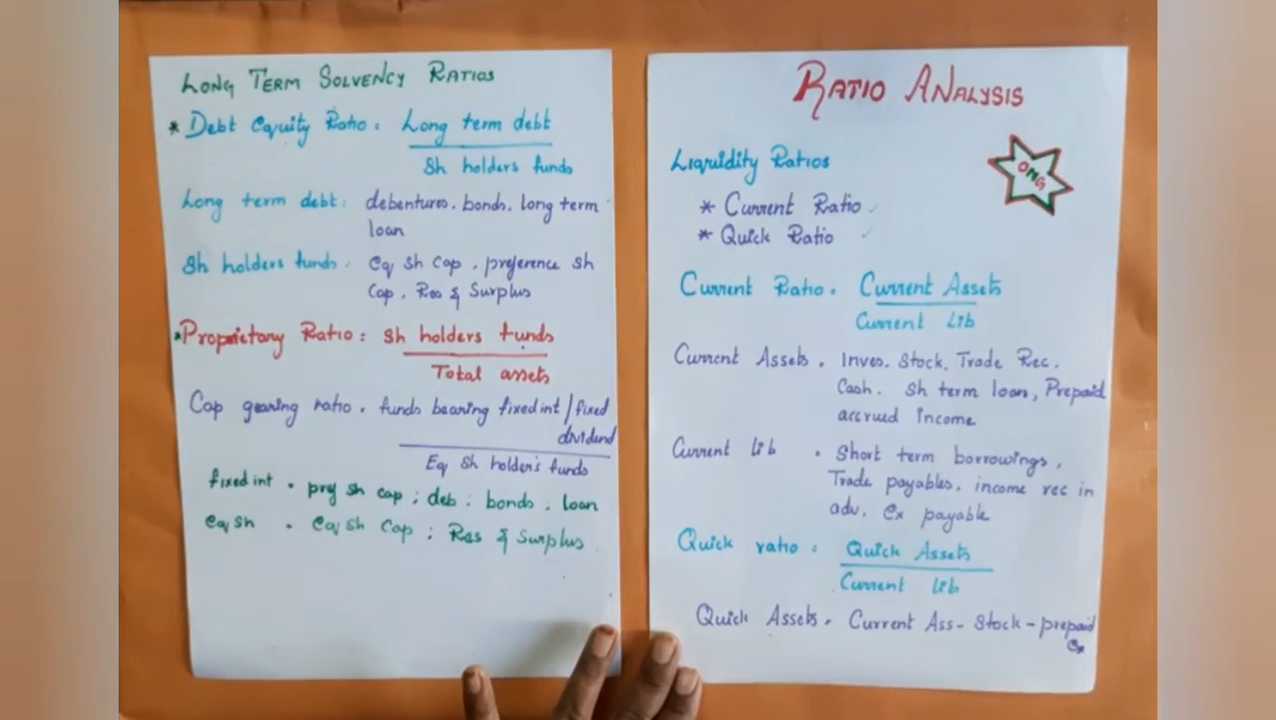 LONG TERM SOLVENCY RATIOS
* Debt Equity Ratio = Long term debt
Sh holders funds
Long term debt = debentures, bonds, long term
loan
Sh holders funds = Eq Sh Cap, preference Sh
Cap, Res & Surplus
* Proprietary Ratio = Sh holders funds
Total assets
Cap gearing ratio = funds bearing fixed int / fixed
dividend
Eq Sh holder's funds
fixed int = pref sh cap ; deb ; bonds ; loan
Eq Sh = Eq Sh Cap ; Res & Surplus
RATIO ANALYSIS
OMG
Liquidity Ratios
* Current Ratio ✓
* Quick Ratio ✓
Current Ratio = Current Assets
Current Lib
Current Assets = Inves, Stock, Trade Rec,
Cash, Sh term loan, Prepaid
accrued Income
Current lib = Short term borrowings,
Trade payables, income rec in
adv, Ex payable
Quick ratio = Quick Assets
Current lib
Quick Assets = Current Ass - Stock - prepaid
Ex